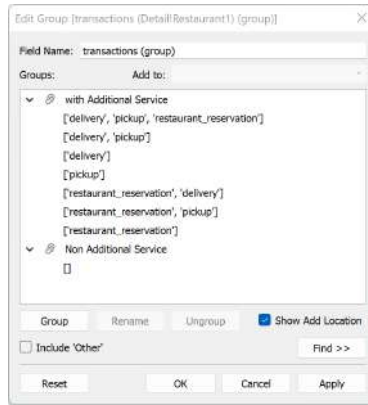 Edit Group [transactions (Detail!Restaurant1) (group)]
Field Name: transactions (group)
Groups: Add to:
with Additional Service
['delivery', 'pickup', 'restaurant_reservation']
['delivery', 'pickup']
['delivery']
['pickup']
['restaurant_reservation', 'delivery']
['restaurant_reservation', 'pickup']
['restaurant_reservation']
Non Additional Service
[]
Group Rename Ungroup Show Add Location
Include 'Other' Find >>
Reset OK Cancel Apply